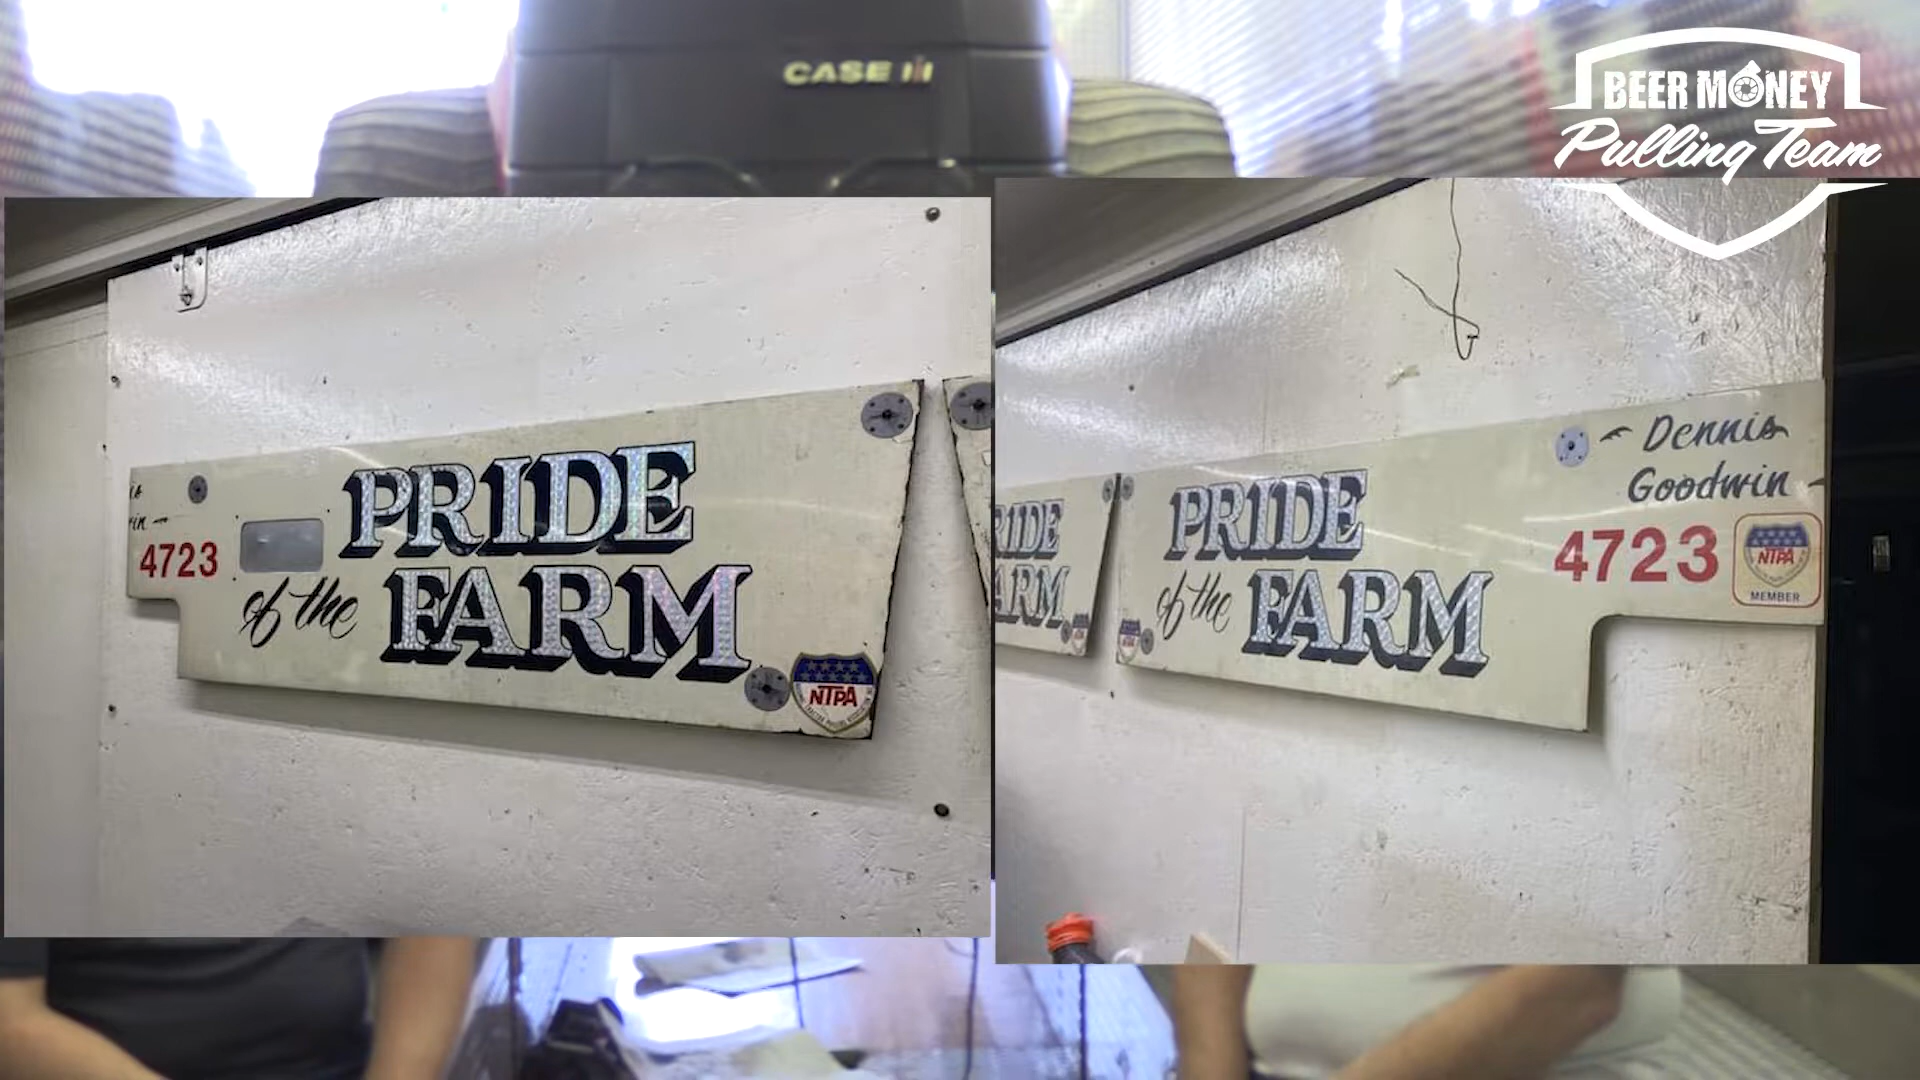 CASE IH
BEER MONEY
Pulling Team
PRIDE
of the
FARM
4723
NTPA
PRIDE
of the
FARM
Dennis
Goodwin
4723
NTPA
MEMBER
RIDE
ARM